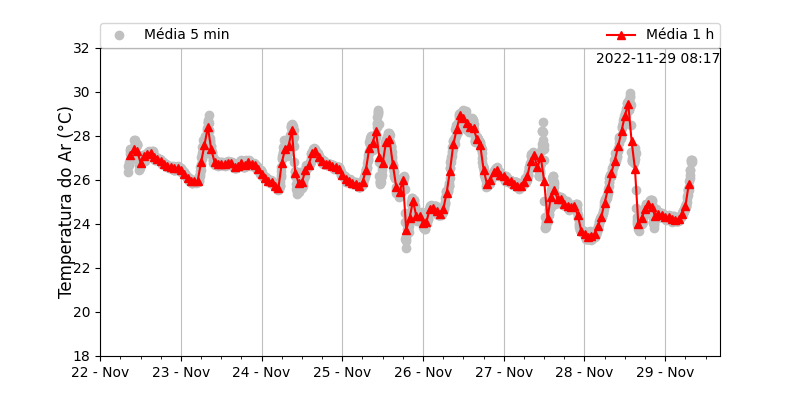 Média 5 min
Média 1 h
2022-11-29 08:17
Temperatura do Ar (°C)
32
30
28
26
24
22
20
18
22 - Nov
23 - Nov
24 - Nov
25 - Nov
26 - Nov
27 - Nov
28 - Nov
29 - Nov